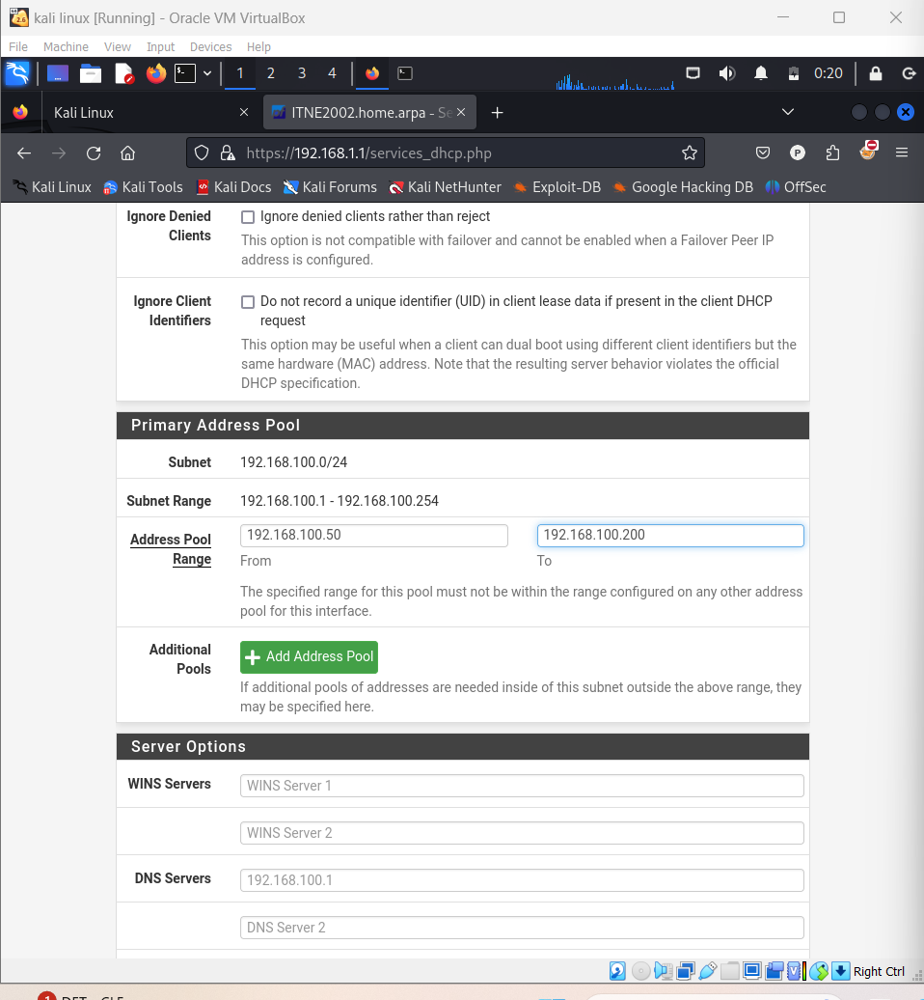 kali linux [Running] - Oracle VM VirtualBox
File Machine View Input Devices Help
1 2 3 4 0:20
Kali Linux
ITNE2002.home.arpa - Se
https://192.168.1.1/services_dhcp.php
Kali Linux Kali Tools Kali Docs Kali Forums Kali NetHunter Exploit-DB Google Hacking DB OffSec
Ignore Denied Clients
Ignore denied clients rather than reject
This option is not compatible with failover and cannot be enabled when a Failover Peer IP
address is configured.
Ignore Client Identifiers
Do not record a unique identifier (UID) in client lease data if present in the client DHCP
request
This option may be useful when a client can dual boot using different client identifiers but the
same hardware (MAC) address. Note that the resulting server behavior violates the official
DHCP specification.
Primary Address Pool
Subnet 192.168.100.0/24
Subnet Range 192.168.100.1 - 192.168.100.254
Address Pool Range
192.168.100.50 192.168.100.200
From To
The specified range for this pool must not be within the range configured on any other address
pool for this interface.
Additional Pools
Add Address Pool
If additional pools of addresses are needed inside of this subnet outside the above range, they
may be specified here.
Server Options
WINS Servers WINS Server 1
WINS Server 2
DNS Servers 192.168.100.1
DNS Server 2
Right Ctrl